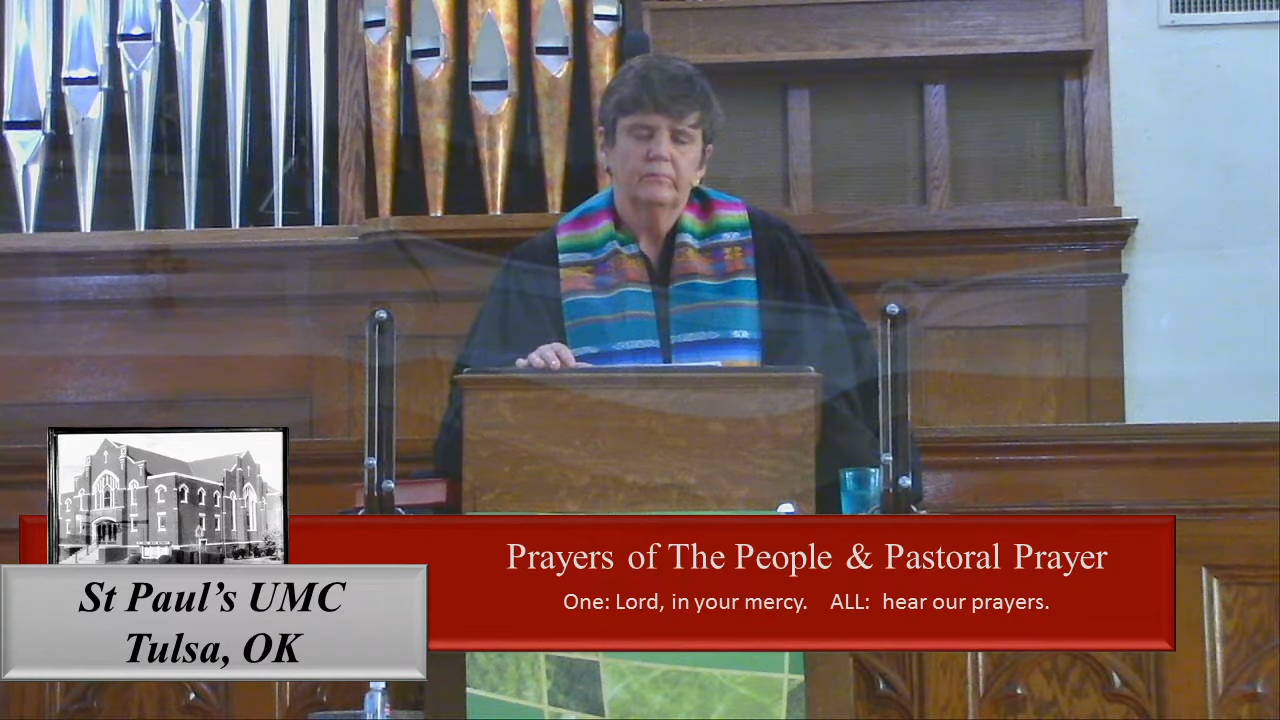 Prayers of The People & Pastoral Prayer
One: Lord, in your mercy.    ALL:  hear our prayers.
St Paul's UMC
Tulsa, OK